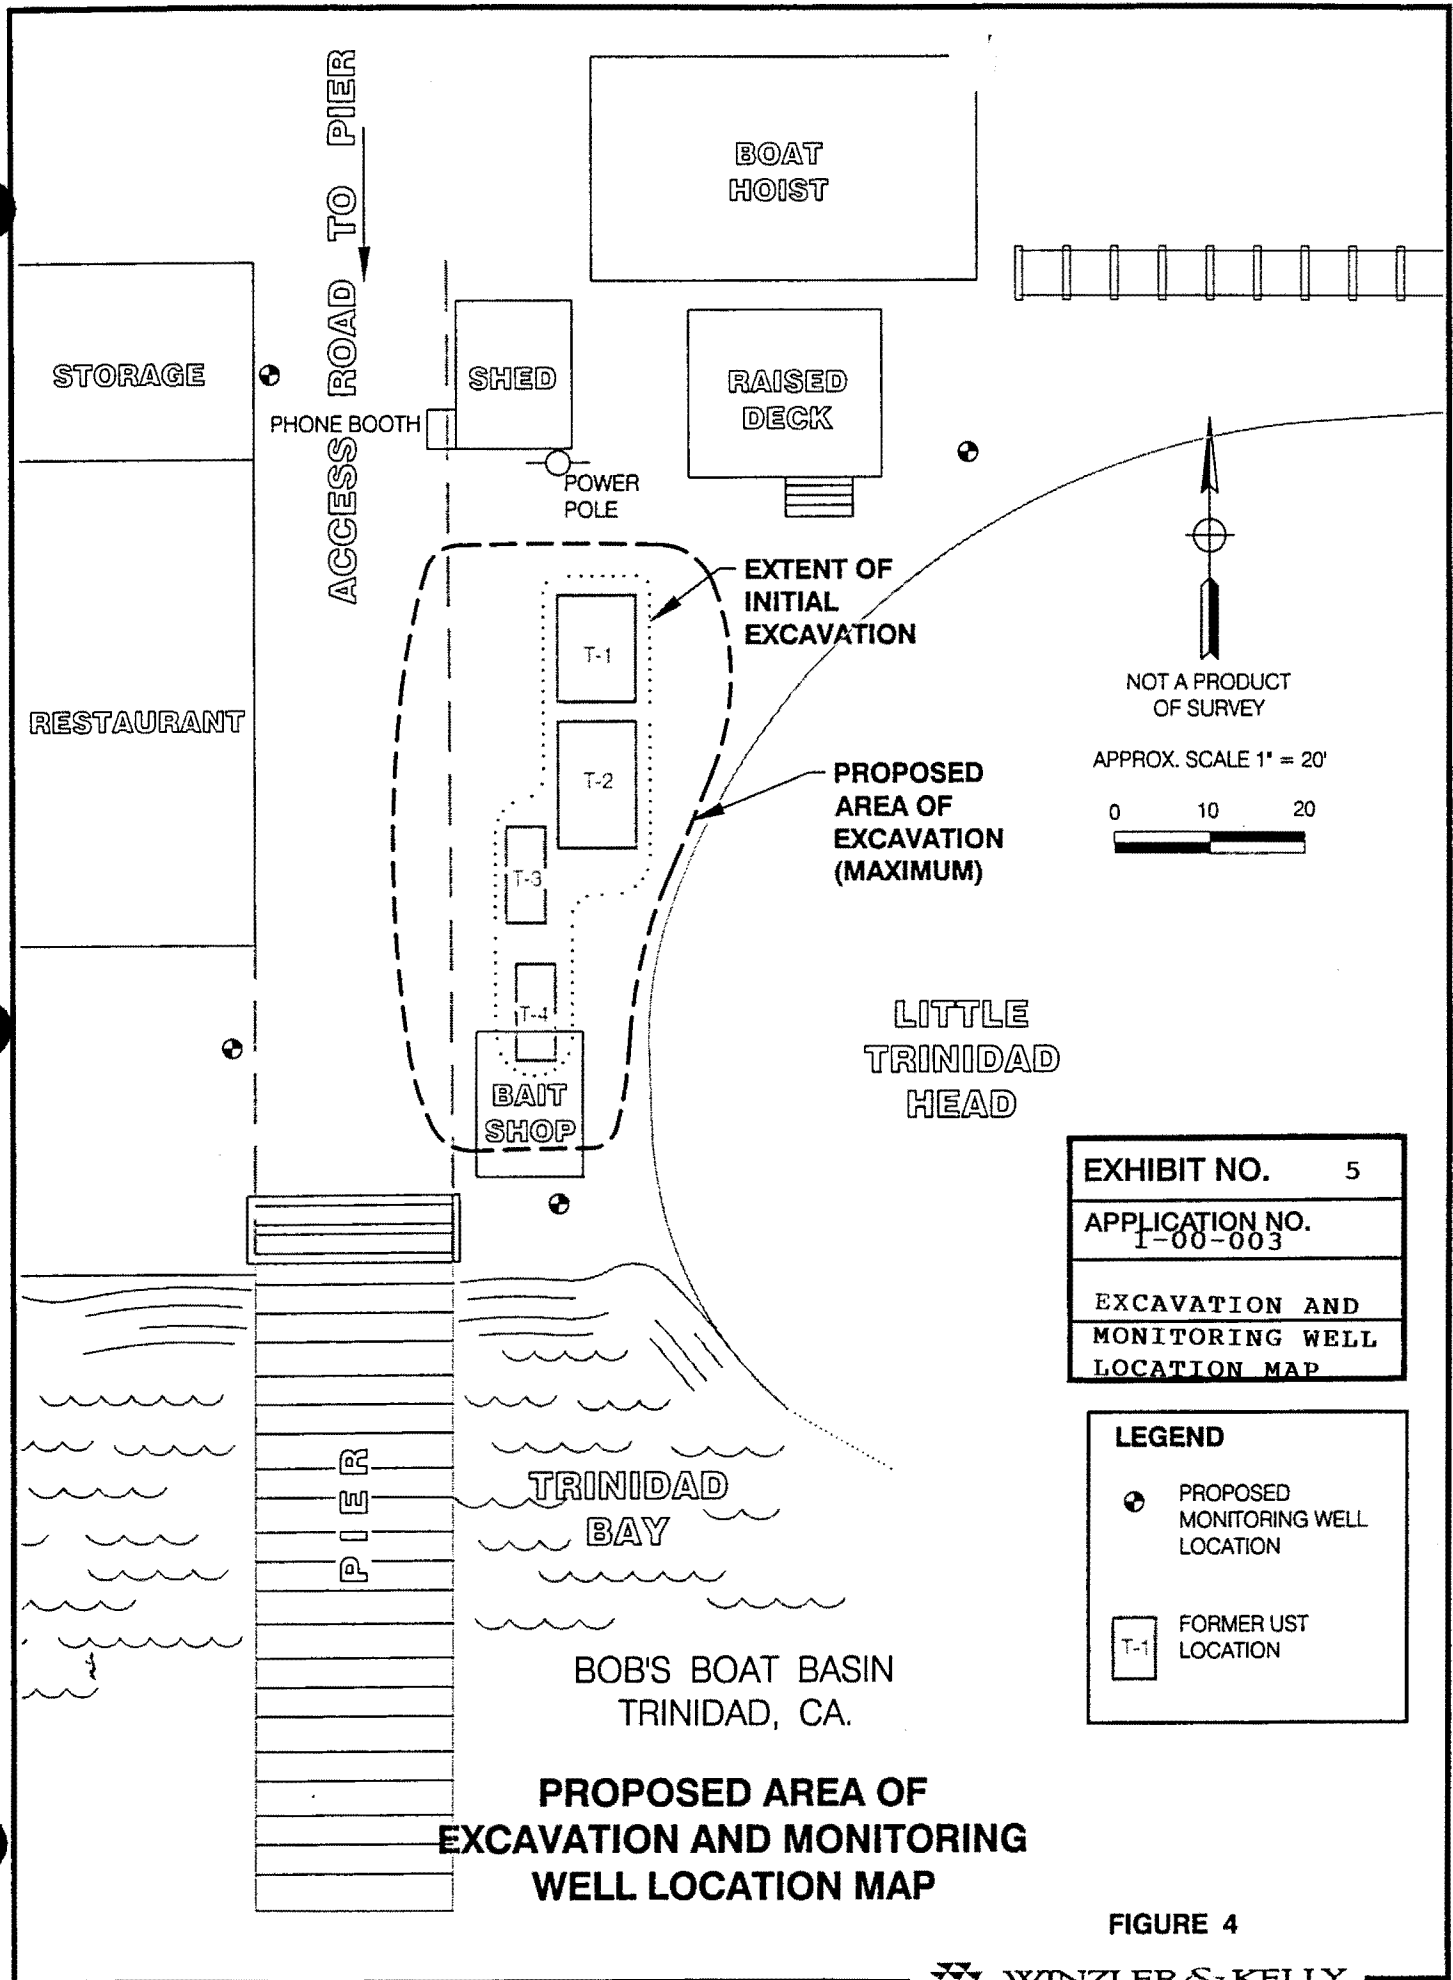 ACCESS ROAD TO PIER
BOAT
HOIST
STORAGE
SHED
RAISED
DECK
PHONE BOOTH
POWER
POLE
EXTENT OF
INITIAL
EXCAVATION
T-1
RESTAURANT
T-2
NOT A PRODUCT
OF SURVEY
APPROX. SCALE 1" = 20'
0 10 20
PROPOSED
AREA OF
EXCAVATION
(MAXIMUM)
T-3
T-4
LITTLE
TRINIDAD
HEAD
BAIT
SHOP
EXHIBIT NO. 5
APPLICATION NO.
1-00-003
EXCAVATION AND
MONITORING WELL
LOCATION MAP
LEGEND
PROPOSED
MONITORING WELL
LOCATION
T-1
FORMER UST
LOCATION
PIER
TRINIDAD
BAY
BOB'S BOAT BASIN
TRINIDAD, CA.
PROPOSED AREA OF
EXCAVATION AND MONITORING
WELL LOCATION MAP
FIGURE 4
WINZLER & KELLY